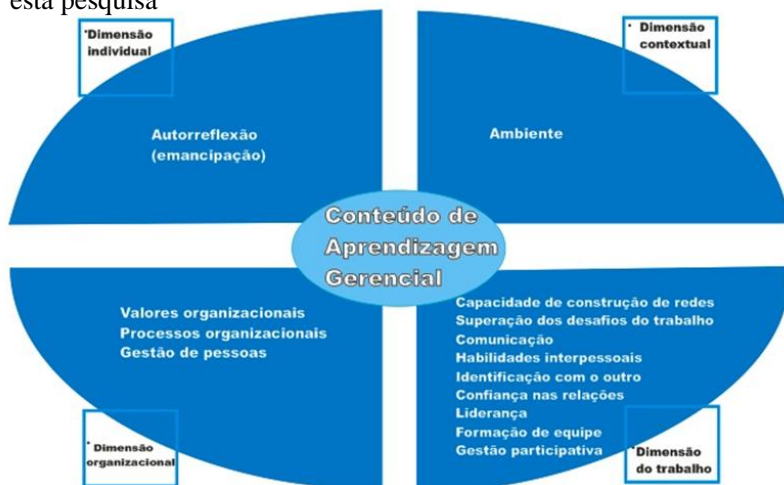 esta pesquisa
Dimensão
individual
Dimensão
contextual
Autorreflexão
(emancipação)
Ambiente
Conteúdo de
Aprendizagem
Gerencial
Valores organizacionais
Processos organizacionais
Gestão de pessoas
Capacidade de construção de redes
Superação dos desafios do trabalho
Comunicação
Habilidades interpessoais
Identificação com o outro
Confiança nas relações
Liderança
Formação de equipe
Gestão participativa
Dimensão
organizacional
Dimensão
do trabalho